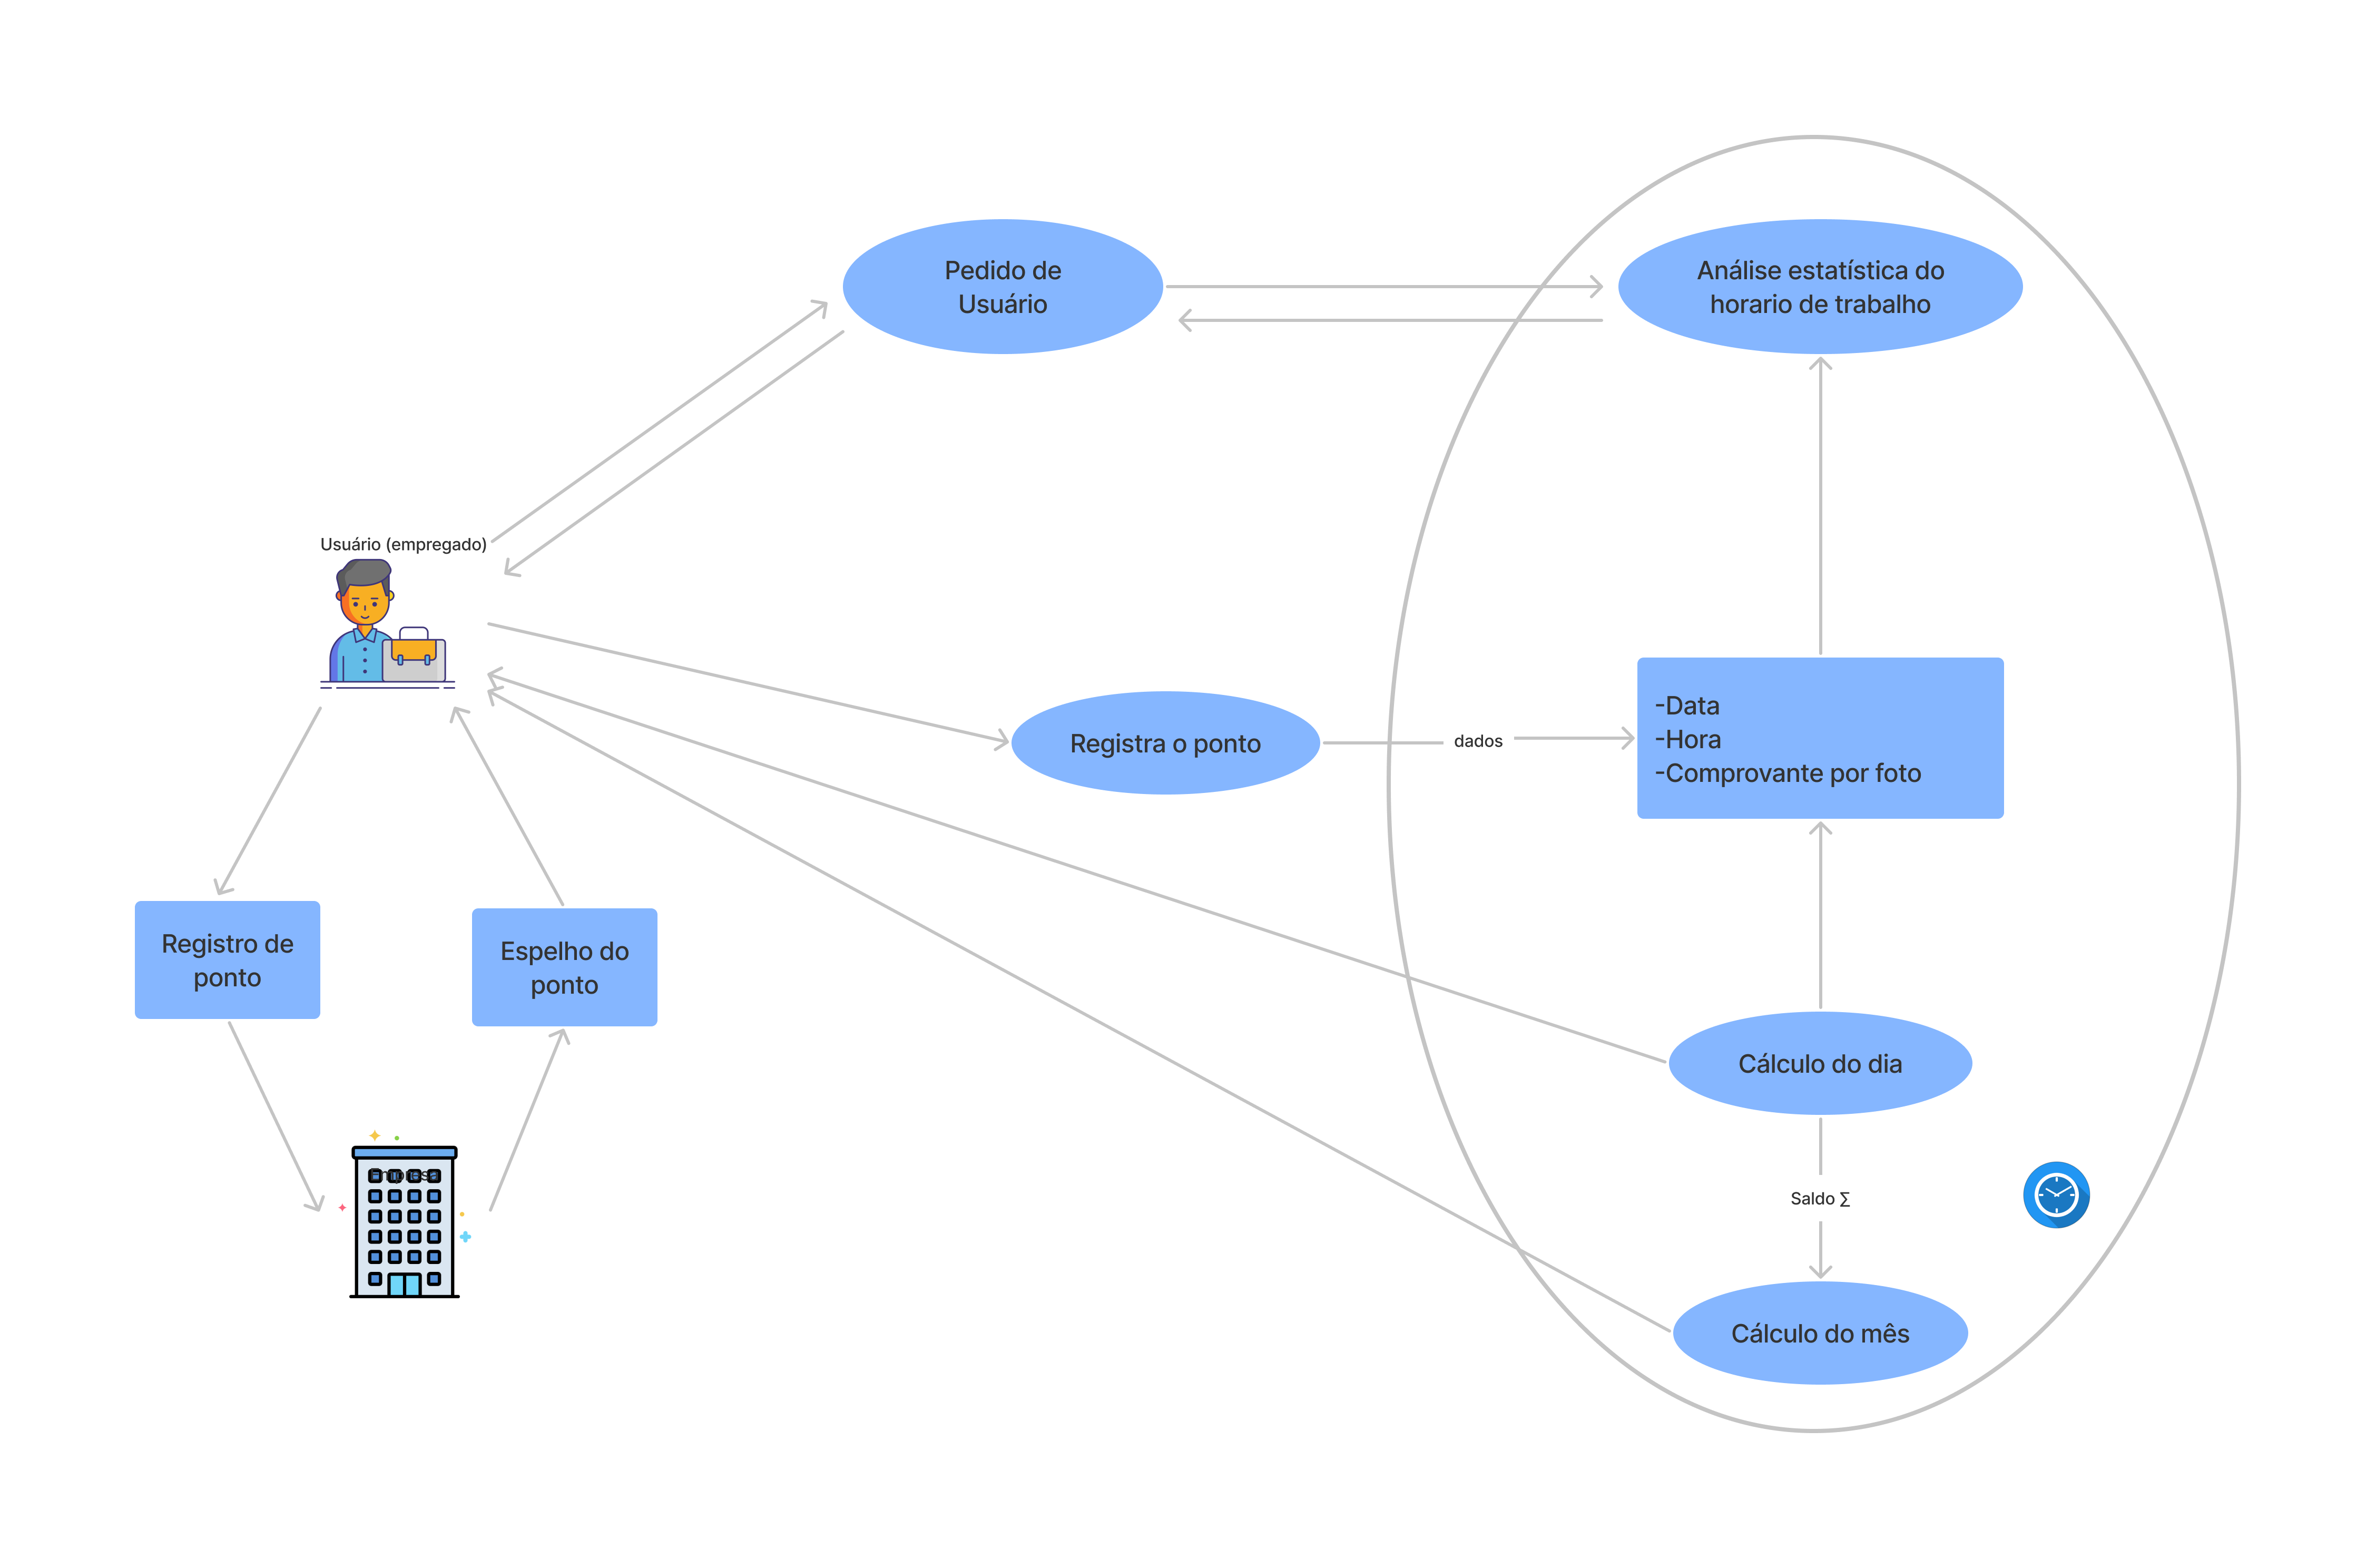 Pedido de
Usuário
Análise estatística do
horario de trabalho
Usuário (empregado)
Registra o ponto
dados
-Data
-Hora
-Comprovante por foto
Registro de
ponto
Espelho do
ponto
Cálculo do dia
Empresa
Saldo ∑
Cálculo do mês